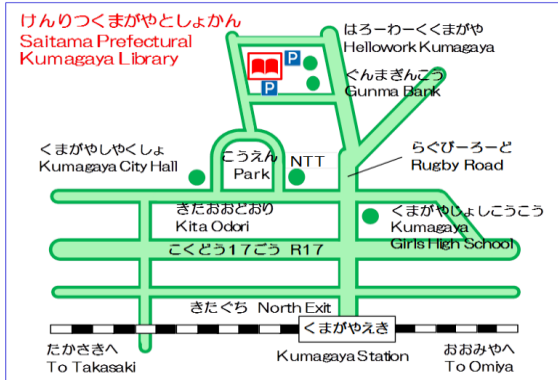 けんりつくまがやとしょかん
Saitama Prefectural
Kumagaya Library
はろーわーくくまがや
Hellowork Kumagaya
P
P
ぐんまぎんこう
Gunma Bank
くまがやしやくしょ
Kumagaya City Hall
こうえん
Park
NTT
らぐびーろーど
Rugby Road
きたおおどおり
Kita Odori
くまがやじょしこうこう
Kumagaya
Girls High School
こくどう17ごう R17
きたぐち North Exit
くまがやえき
Kumagaya Station
たかさきへ
To Takasaki
おおみやへ
To Omiya